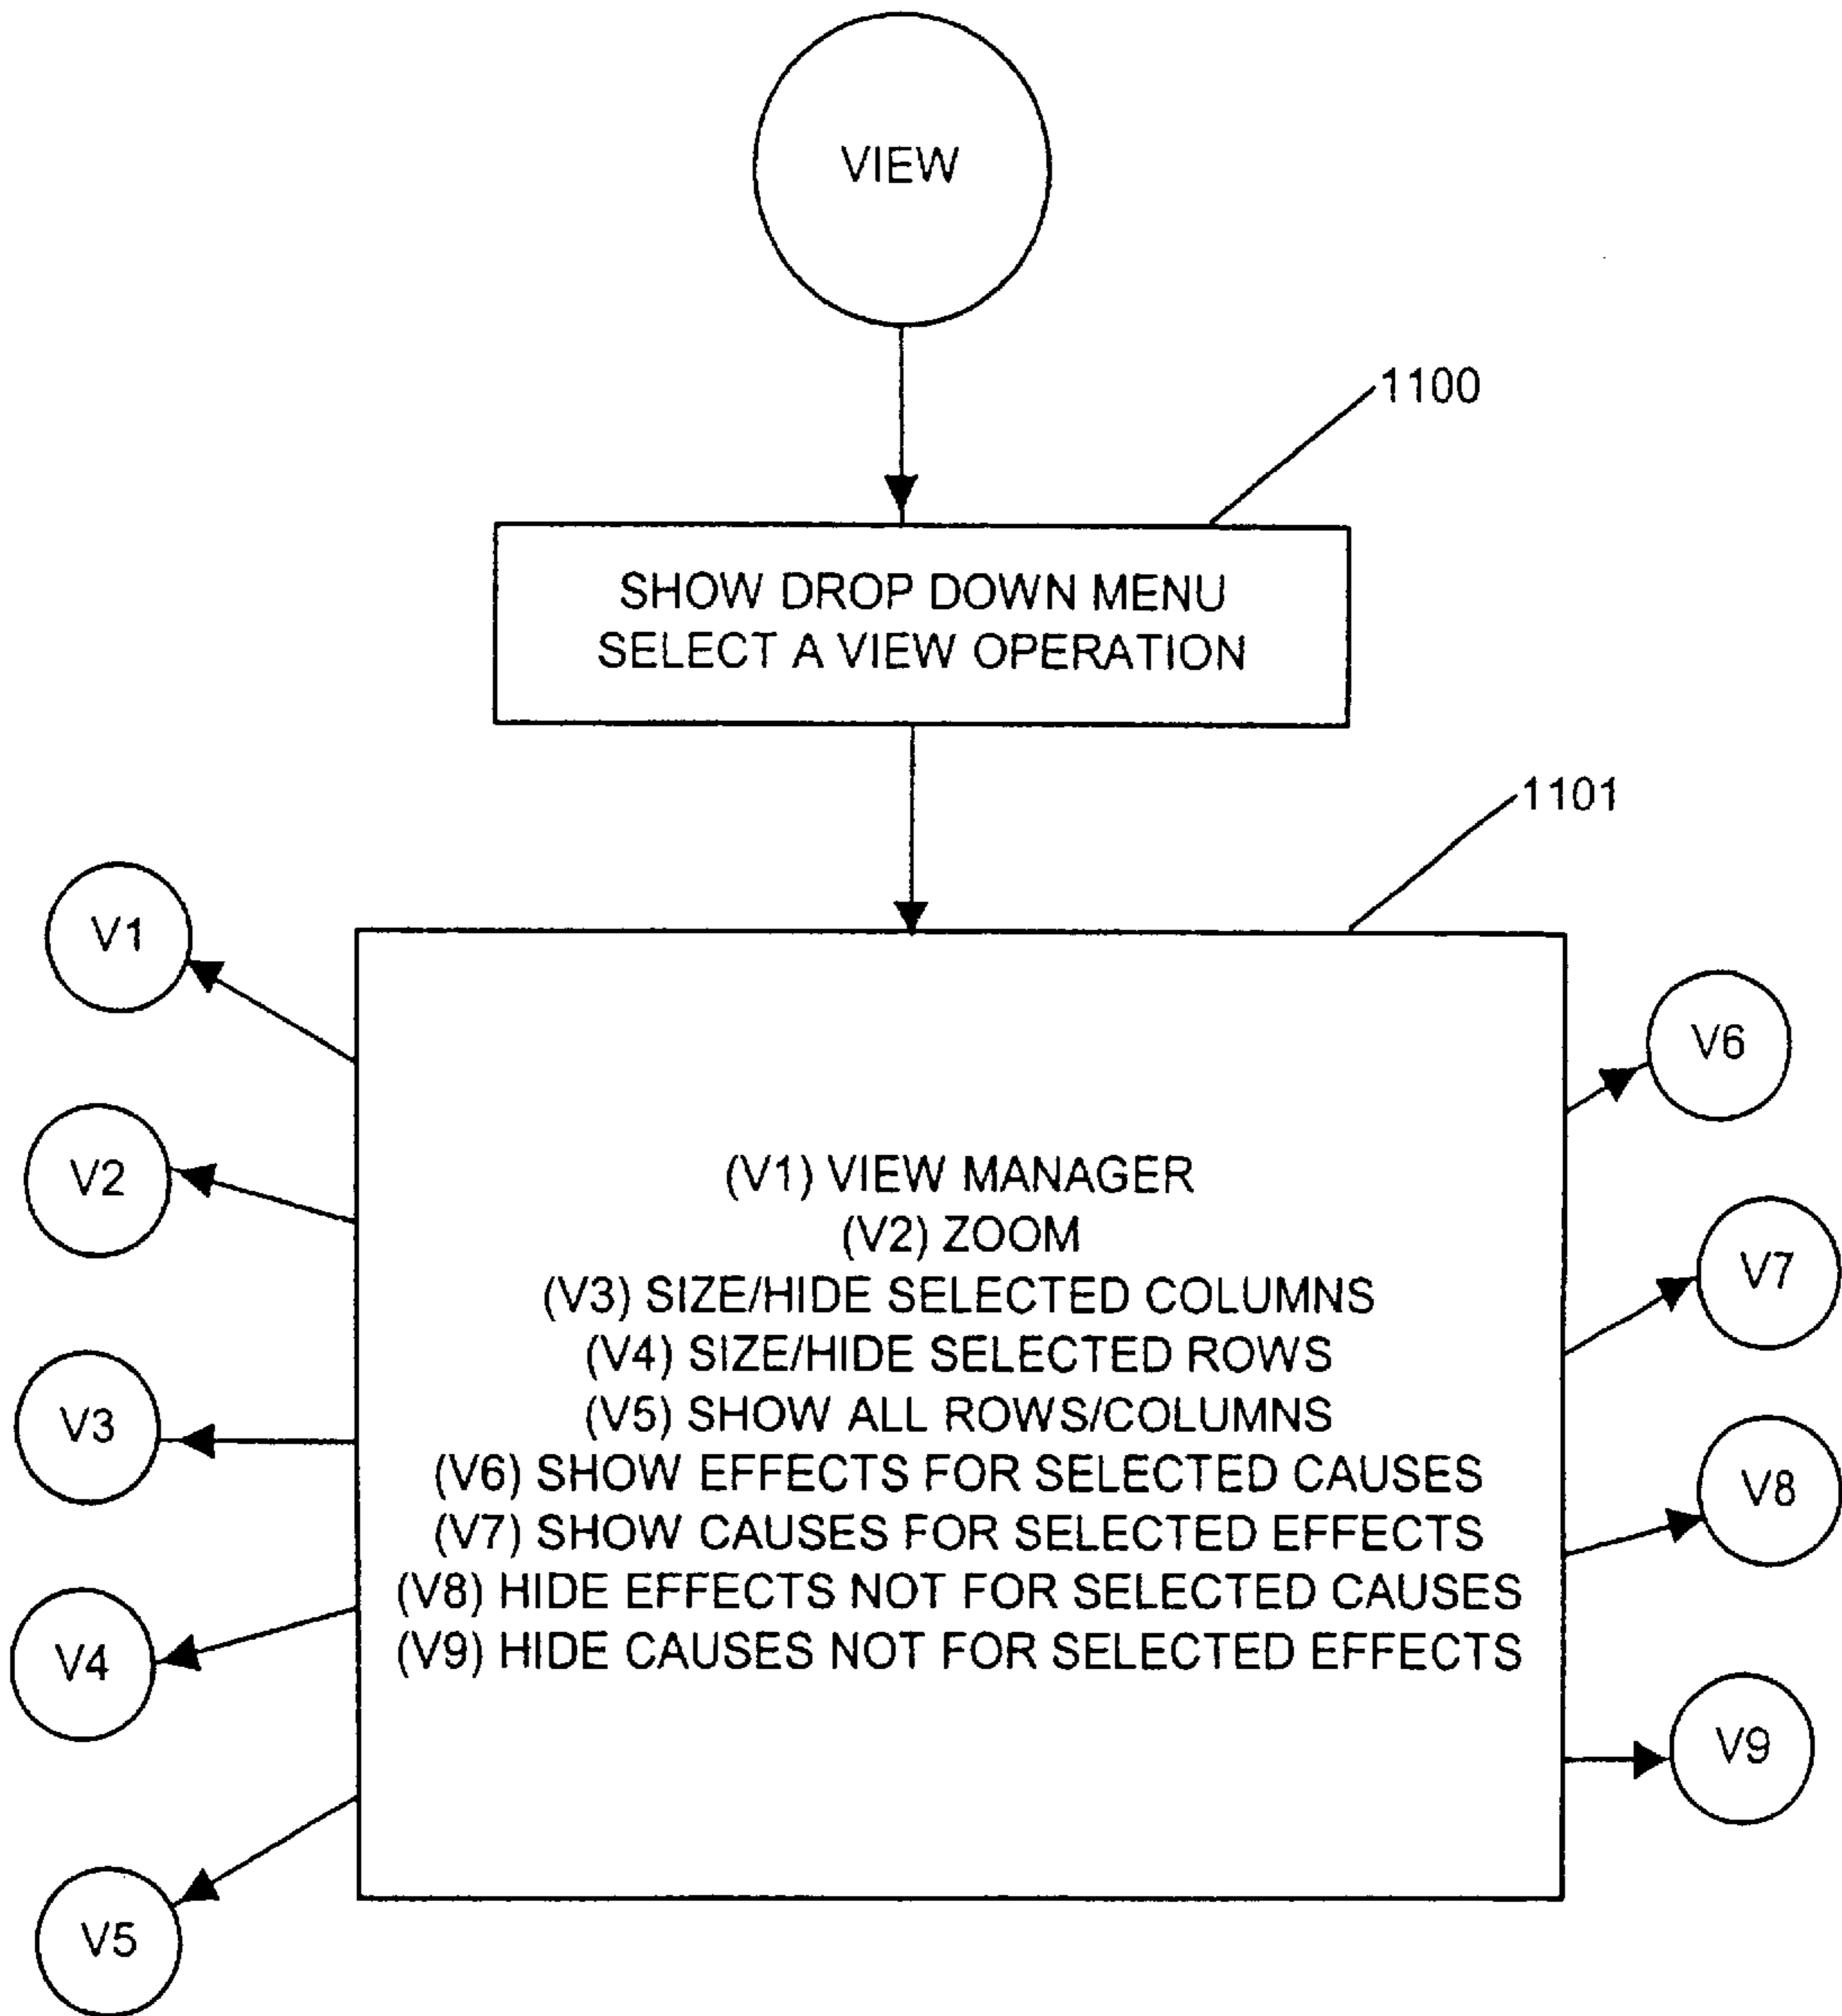 VIEW
1100
SHOW DROP DOWN MENU
SELECT A VIEW OPERATION
1101
V1
V2
V3
V4
V5
(V1) VIEW MANAGER
(V2) ZOOM
(V3) SIZE/HIDE SELECTED COLUMNS
(V4) SIZE/HIDE SELECTED ROWS
(V5) SHOW ALL ROWS/COLUMNS
(V6) SHOW EFFECTS FOR SELECTED CAUSES
(V7) SHOW CAUSES FOR SELECTED EFFECTS
(V8) HIDE EFFECTS NOT FOR SELECTED CAUSES
(V9) HIDE CAUSES NOT FOR SELECTED EFFECTS
V6
V7
V8
V9